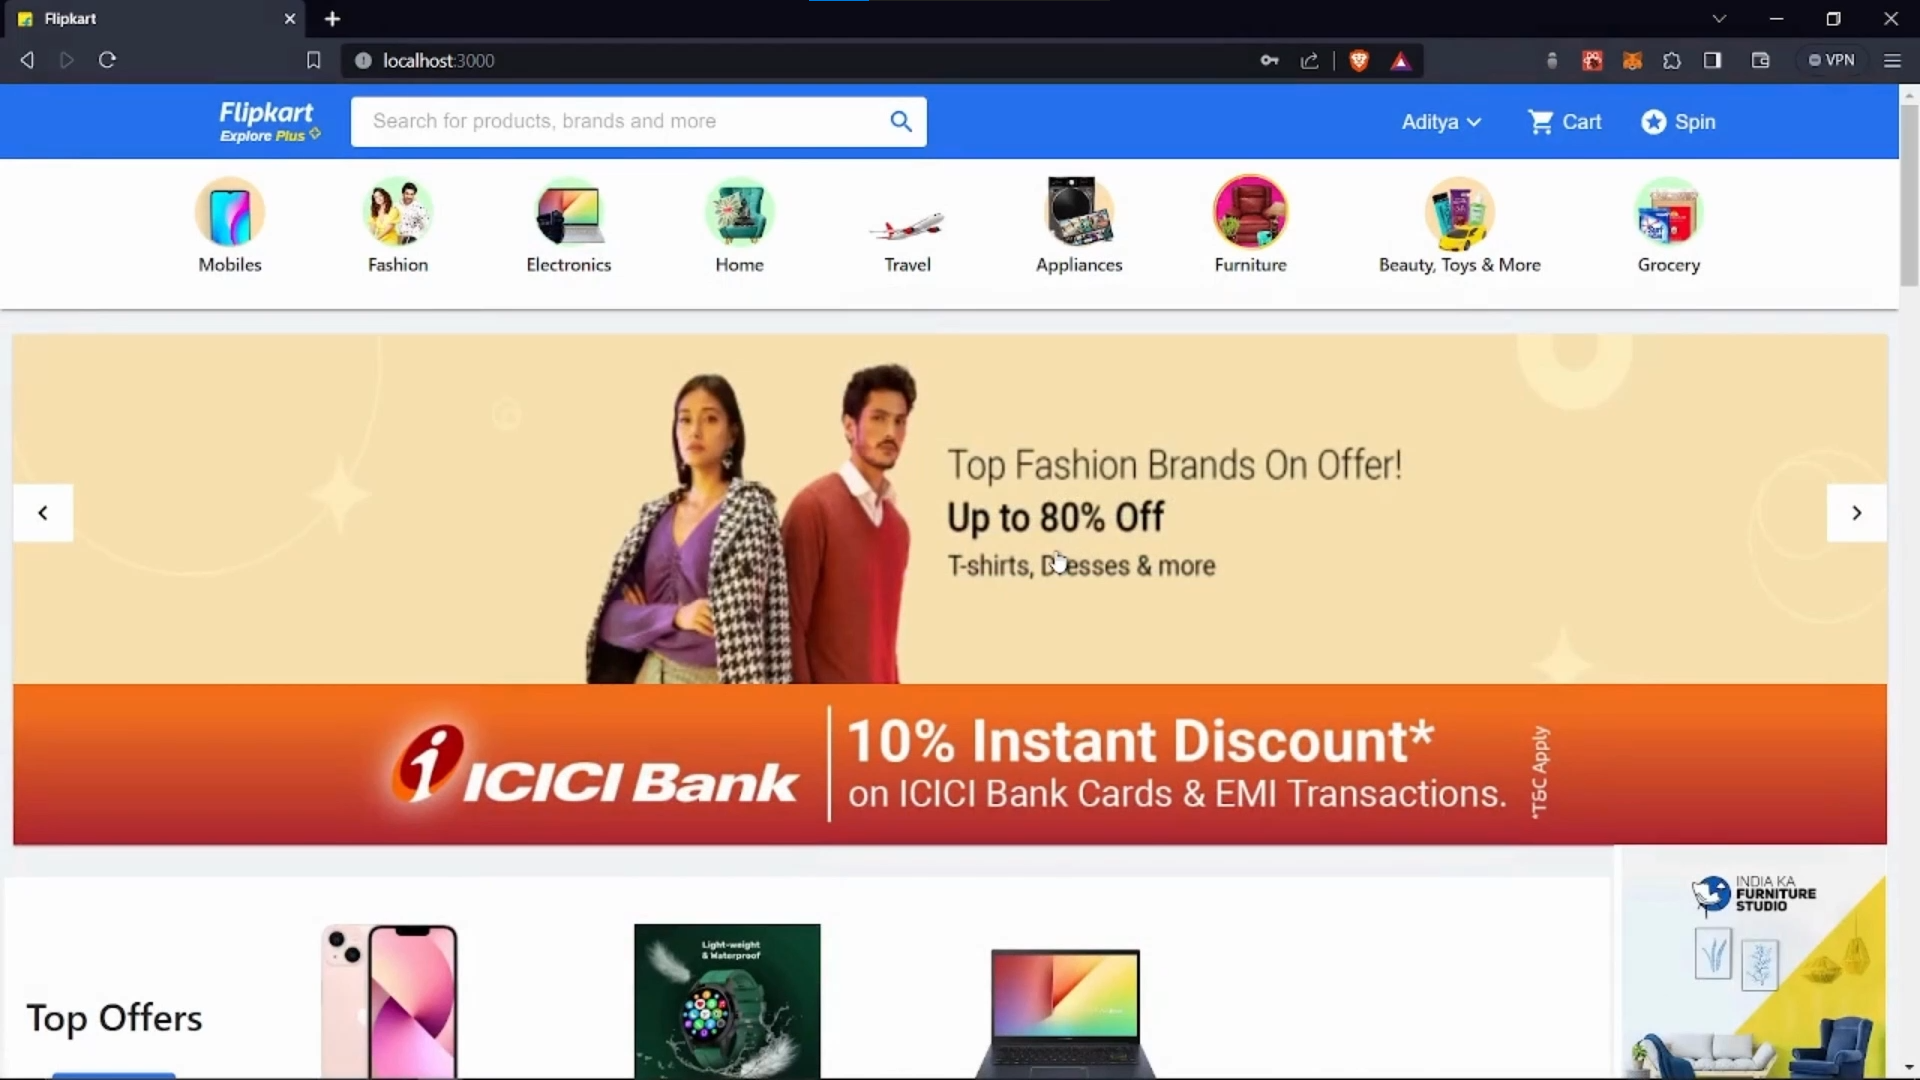 Flipkart
localhost:3000
VPN
Flipkart
Explore Plus
Search for products, brands and more
Aditya
Cart
Spin
Mobiles
Fashion
Electronics
Home
Travel
Appliances
Furniture
Beauty, Toys & More
Grocery
Top Fashion Brands On Offer!
Up to 80% Off
T-shirts, Dresses & more
i ICICI Bank
10% Instant Discount*
on ICICI Bank Cards & EMI Transactions.
*T&C Apply
INDIA KA
FURNITURE
STUDIO
Light-weight
& Waterproof
Top Offers